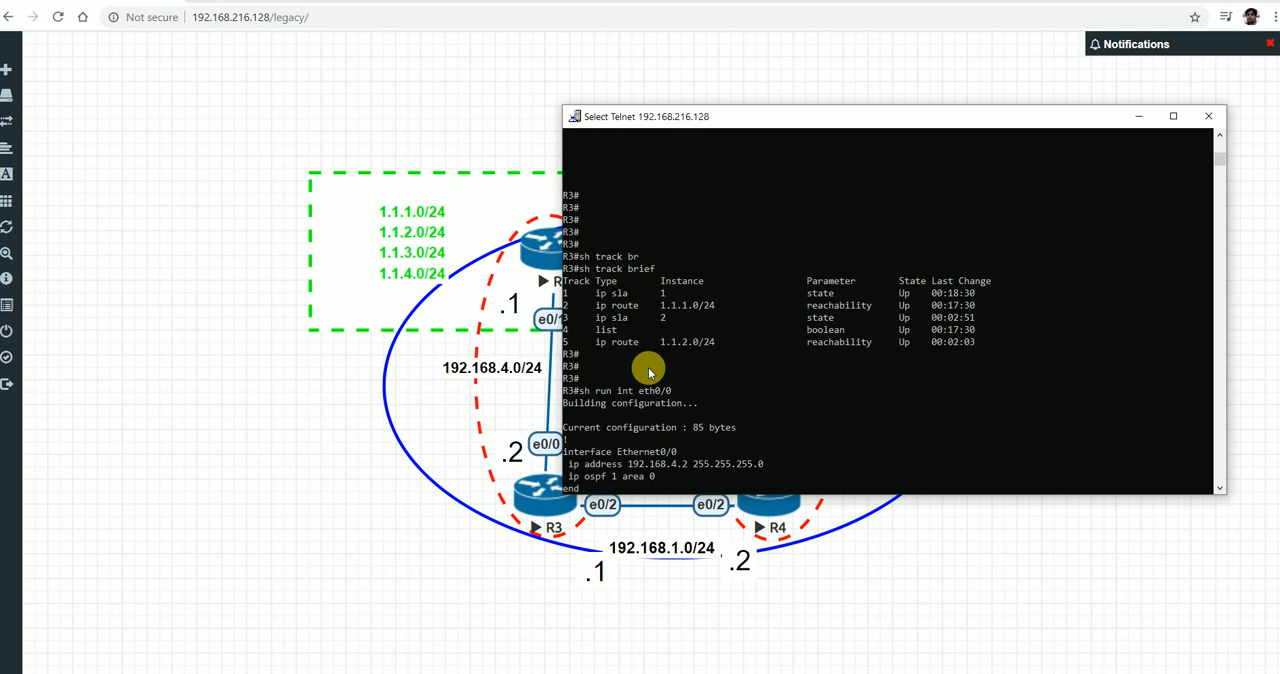 Not secure | 192.168.216.128/legacy/
Notifications
Select Telnet 192.168.216.128
R3#
R3#
R3#
R3#
R3#
R3#sh track br
R3#sh track brief
Track Type Instance Parameter State Last Change
1 ip sla 1 state Up 00:18:30
2 ip route 1.1.1.0/24 reachability Up 00:17:30
3 ip sla 2 state Up 00:02:51
4 list boolean Up 00:17:30
5 ip route 1.1.2.0/24 reachability Up 00:02:03
R3#
R3#
R3#
R3#sh run int eth0/0
Building configuration...
Current configuration : 85 bytes
!
interface Ethernet0/0
ip address 192.168.4.2 255.255.255.0
ip ospf 1 area 0
end
1.1.1.0/24
1.1.2.0/24
1.1.3.0/24
1.1.4.0/24
.1
192.168.4.0/24
.2
e0/0
e0/2
e0/2
R3
R4
192.168.1.0/24
.1
.2